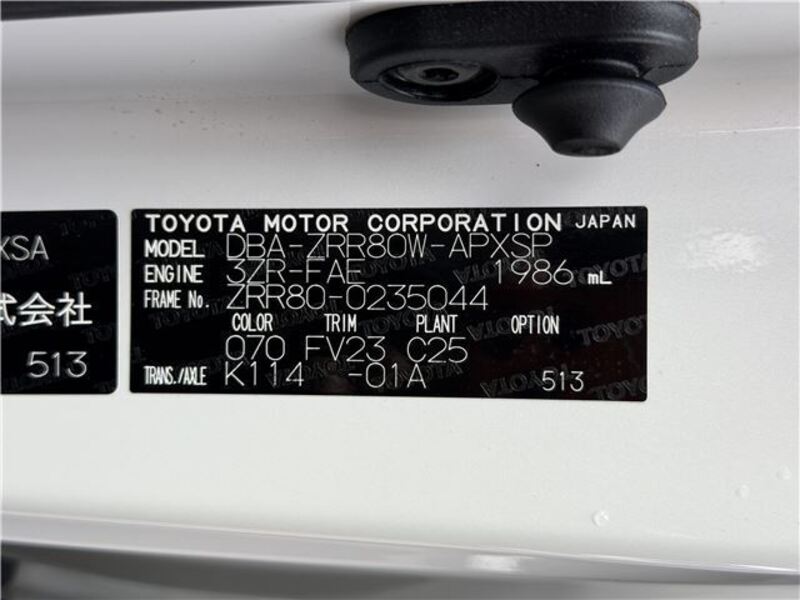 XSA
式会社
513
TOYOTA MOTOR CORPORATION JAPAN
MODEL DBA-ZRR80W-APXSP
ENGINE 3ZR-FAE 1986 mL
FRAME No. ZRR80-0235044
COLOR TRIM PLANT OPTION
070 FV23 C25
TRANS./AXLE K114 -01A 513